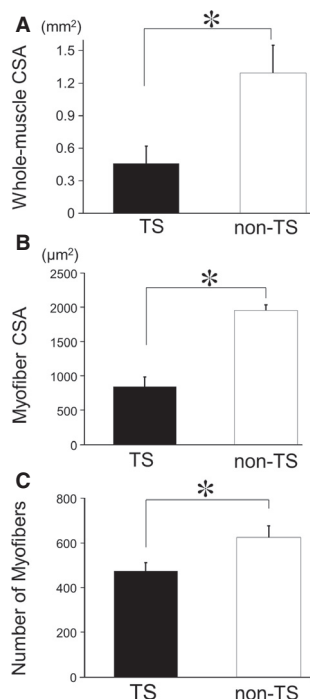 A (mm²)
*
Whole-muscle CSA
1.5
1.2
0.9
0.6
0.3
0
TS non-TS
B
(μm²)
*
Myofiber CSA
2500
2000
1500
1000
500
0
TS non-TS
C
*
Number of Myofibers
800
600
400
200
0
TS non-TS